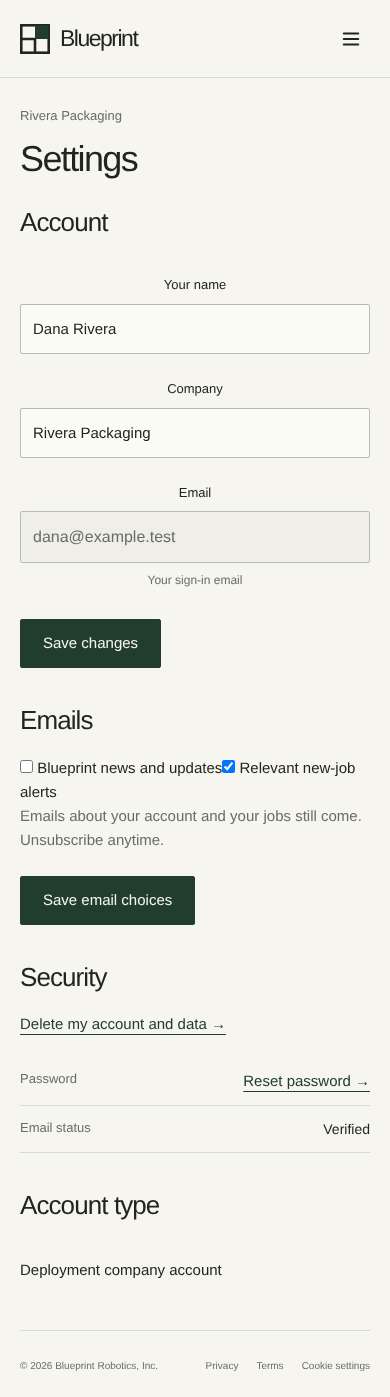 Blueprint
Rivera Packaging
Settings
Account
Your name
Dana Rivera
Company
Rivera Packaging
Email
dana@example.test
Your sign-in email
Save changes
Emails
Blueprint news and updates Relevant new-job
alerts
Emails about your account and your jobs still come.
Unsubscribe anytime.
Save email choices
Security
Delete my account and data →
Password Reset password →
Email status Verified
Account type
Deployment company account
© 2026 Blueprint Robotics, Inc. Privacy Terms Cookie settings